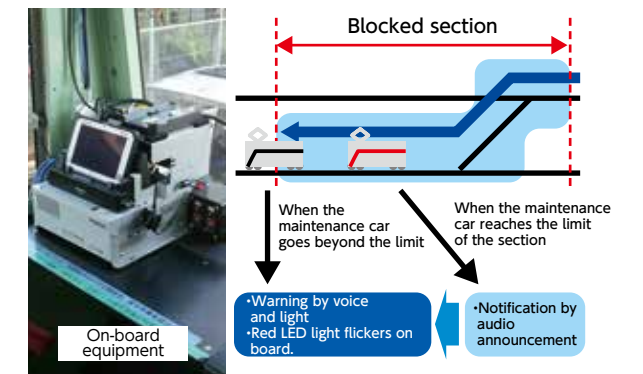 Blocked section
When the
maintenance car
goes beyond the limit
When the maintenance
car reaches the limit
of the section
・Warning by voice
and light
・Red LED light flickers on
board.
・Notification by
audio
announcement
On-board
equipment